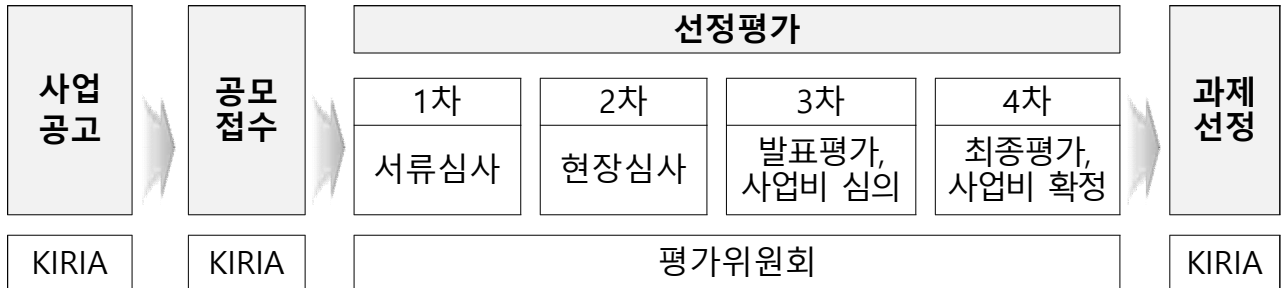 사업
공고
공모
접수
선정평가
1차
서류심사
2차
현장심사
3차
발표평가,
사업비 심의
4차
최종평가,
사업비 확정
과제
선정
KIRIA
KIRIA
평가위원회
KIRIA